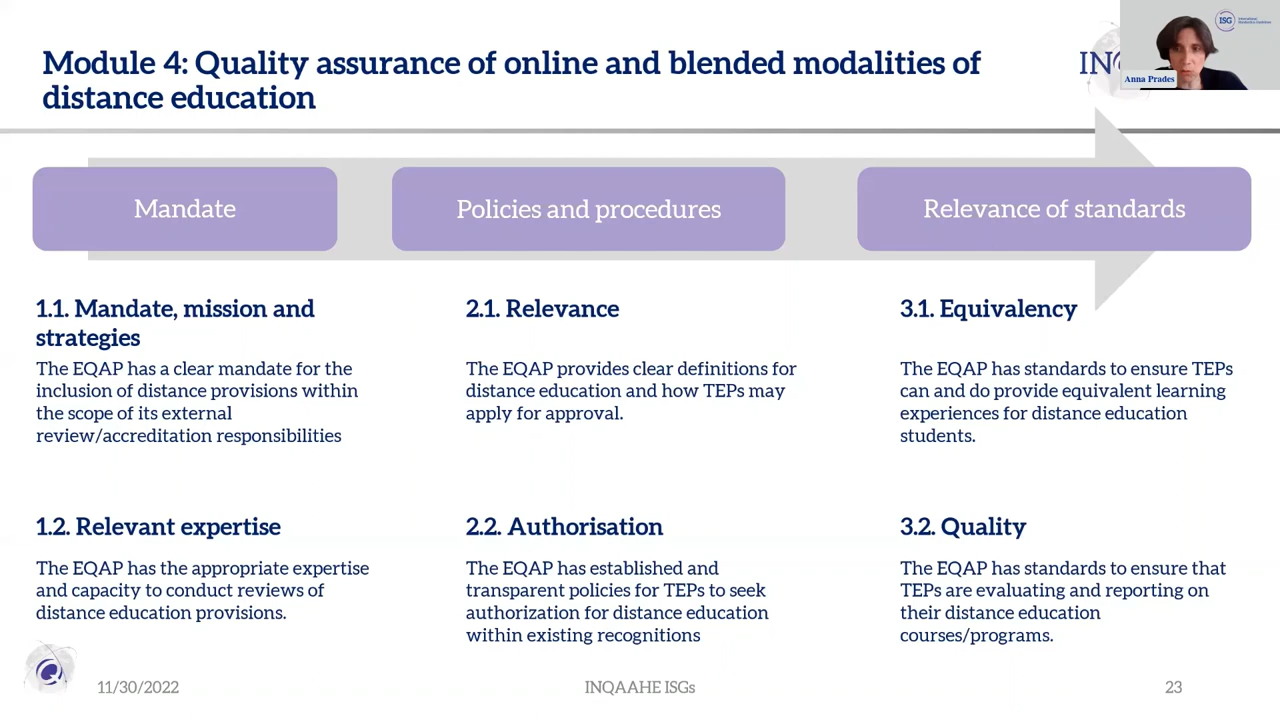 Module 4: Quality assurance of online and blended modalities of
distance education
INQ
ISG
Anna Prades
Mandate
Policies and procedures
Relevance of standards
1.1. Mandate, mission and
strategies
The EQAP has a clear mandate for the
inclusion of distance provisions within
the scope of its external
review/accreditation responsibilities
2.1. Relevance
The EQAP provides clear definitions for
distance education and how TEPs may
apply for approval.
3.1. Equivalency
The EQAP has standards to ensure TEPs
can and do provide equivalent learning
experiences for distance education
students.
1.2. Relevant expertise
The EQAP has the appropriate expertise
and capacity to conduct reviews of
distance education provisions.
2.2. Authorisation
The EQAP has established and
transparent policies for TEPs to seek
authorization for distance education
within existing recognitions
3.2. Quality
The EQAP has standards to ensure that
TEPs are evaluating and reporting on
their distance education
courses/programs.
11/30/2022
INQAAHE ISGs
23